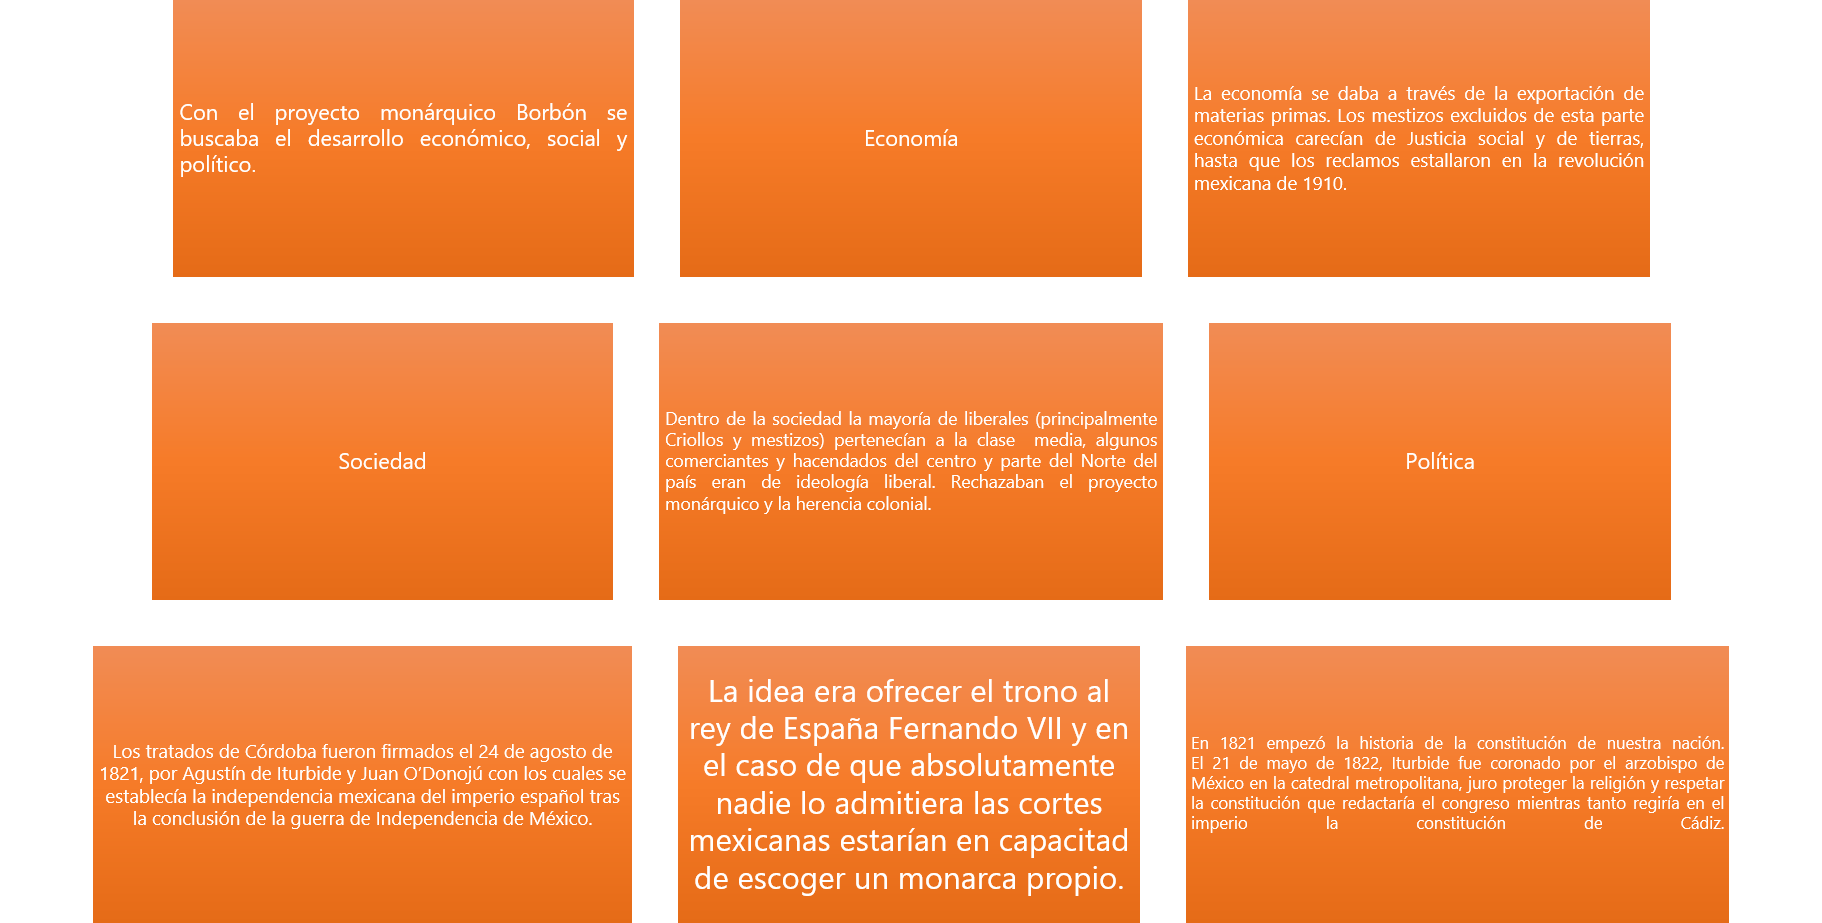 Con el proyecto monárquico Borbón se
buscaba el desarrollo económico, social y
político.
Economía
La economía se daba a través de la exportación de
materias primas. Los mestizos excluidos de esta parte
económica carecían de Justicia social y de tierras,
hasta que los reclamos estallaron en la revolución
mexicana de 1910.
Sociedad
Dentro de la sociedad la mayoría de liberales (principalmente
Criollos y mestizos) pertenecían a la clase media, algunos
comerciantes y hacendados del centro y parte del Norte del
país eran de ideología liberal. Rechazaban el proyecto
monárquico y la herencia colonial.
Política
Los tratados de Córdoba fueron firmados el 24 de agosto de
1821, por Agustín de Iturbide y Juan O’Donojú con los cuales se
establecía la independencia mexicana del imperio español tras
la conclusión de la guerra de Independencia de México.
La idea era ofrecer el trono al
rey de España Fernando VII y en
el caso de que absolutamente
nadie lo admitiera las cortes
mexicanas estarían en capacitad
de escoger un monarca propio.
En 1821 empezó la historia de la constitución de nuestra nación.
El 21 de mayo de 1822, Iturbide fue coronado por el arzobispo de
México en la catedral metropolitana, juro proteger la religión y respetar
la constitución que redactaría el congreso mientras tanto regiría en el
imperio la constitución de Cádiz.